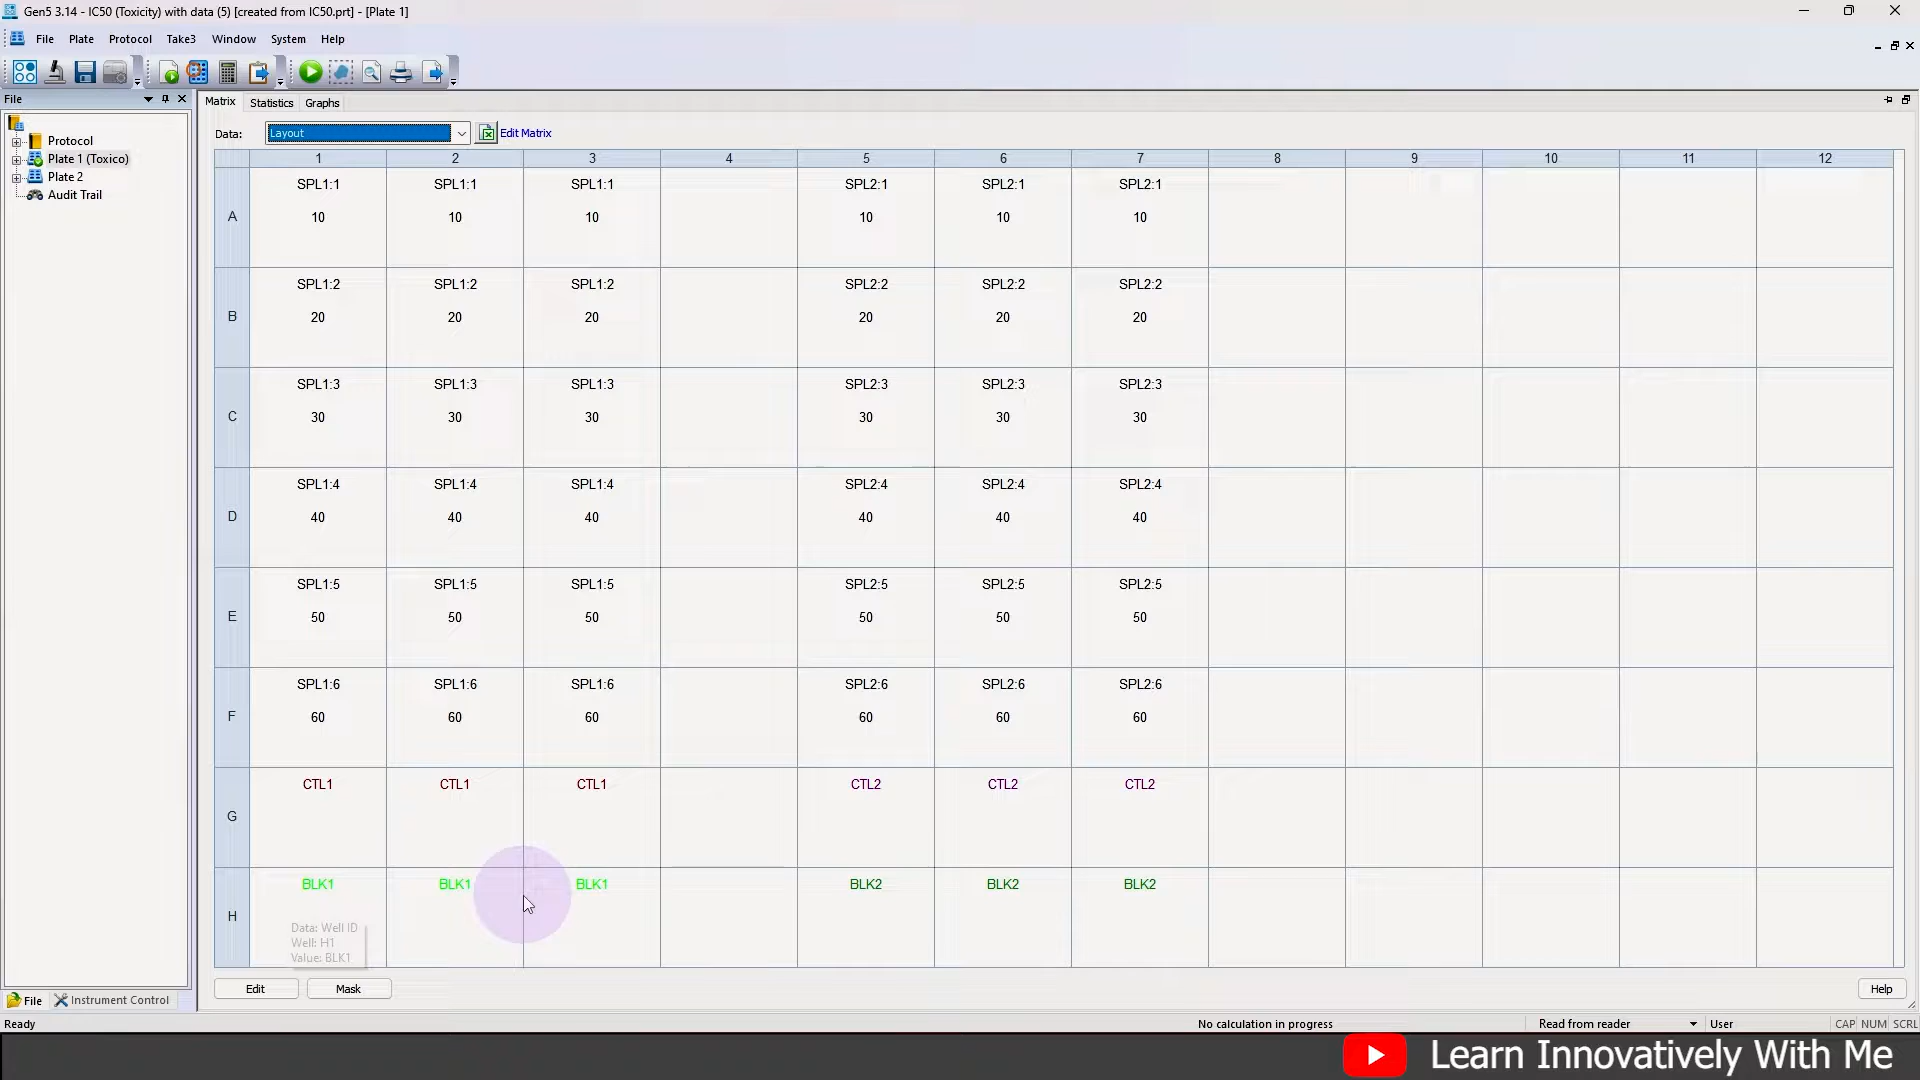 Gen5 3.14 - IC50 (Toxicity) with data (5) [created from IC50.prt] - [Plate 1]
File Plate Protocol Take3 Window System Help
File
Matrix Statistics Graphs
Data: Layout Edit Matrix
Protocol
Plate 1 (Toxico)
Plate 2
Audit Trail
1 2 3 4 5 6 7 8 9 10 11 12
SPL1:1 SPL1:1 SPL1:1 SPL2:1 SPL2:1 SPL2:1
A 10 10 10 10 10 10
SPL1:2 SPL1:2 SPL1:2 SPL2:2 SPL2:2 SPL2:2
B 20 20 20 20 20 20
SPL1:3 SPL1:3 SPL1:3 SPL2:3 SPL2:3 SPL2:3
C 30 30 30 30 30 30
SPL1:4 SPL1:4 SPL1:4 SPL2:4 SPL2:4 SPL2:4
D 40 40 40 40 40 40
SPL1:5 SPL1:5 SPL1:5 SPL2:5 SPL2:5 SPL2:5
E 50 50 50 50 50 50
SPL1:6 SPL1:6 SPL1:6 SPL2:6 SPL2:6 SPL2:6
F 60 60 60 60 60 60
CTL1 CTL1 CTL1 CTL2 CTL2 CTL2
G
BLK1 BLK1 BLK1 BLK2 BLK2 BLK2
H
Data: Well ID
Well: H1
Value: BLK1
Edit Mask Help
File Instrument Control
Ready No calculation in progress Read from reader User CAP NUM SCRL
Learn Innovatively With Me